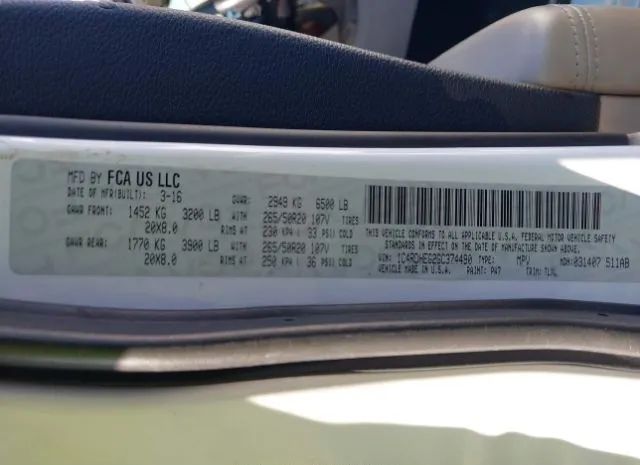 MFD BY FCA US LLC
DATE OF MFR(BUILT): 3-16 GVWR: 2949 KG 6500 LB
GAWR FRONT: 1452 KG 3200 LB WITH 265/50R20 107V TIRES
20X8.0 RIMS AT 230 KPA/ 33 PSI COLD
GAWR REAR: 1770 KG 3900 LB WITH 265/50R20 107V TIRES
20X8.0 RIMS AT 250 KPA/ 36 PSI COLD
THIS VEHICLE CONFORMS TO ALL APPLICABLE U.S.A. FEDERAL MOTOR VEHICLE SAFETY
STANDARDS IN EFFECT ON THE DATE OF MANUFACTURE SHOWN ABOVE.
VIN: 1C4RDHEG2GC374490 TYPE: MPV MDH: 031407 511AB
VEHICLE MADE IN U.S.A. PAINT: PW7 TRIM: